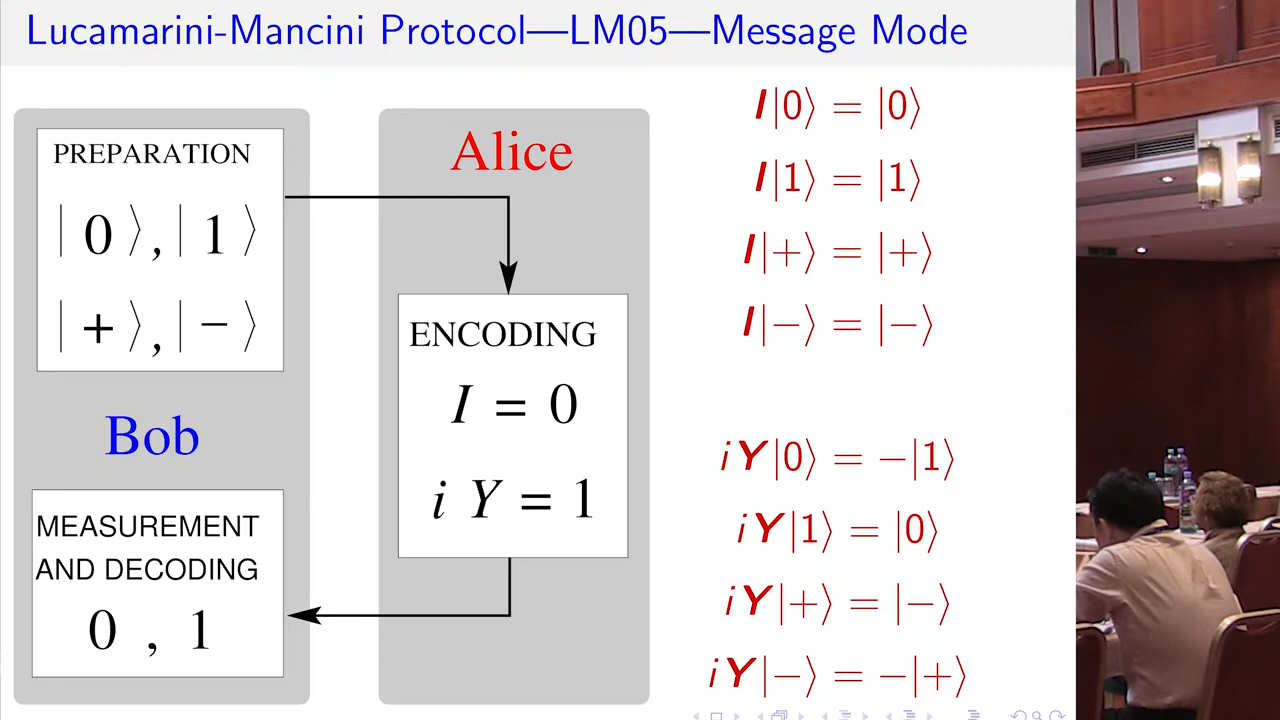 Lucamarini-Mancini Protocol—LM05—Message Mode
PREPARATION
| 0 ⟩, | 1 ⟩
| + ⟩, | − ⟩
Bob
MEASUREMENT
AND DECODING
0 , 1
Alice
ENCODING
I = 0
i Y = 1
I|0⟩ = |0⟩
I|1⟩ = |1⟩
I|+⟩ = |+⟩
I|−⟩ = |−⟩
iY|0⟩ = −|1⟩
iY|1⟩ = |0⟩
iY|+⟩ = |−⟩
iY|−⟩ = −|+⟩